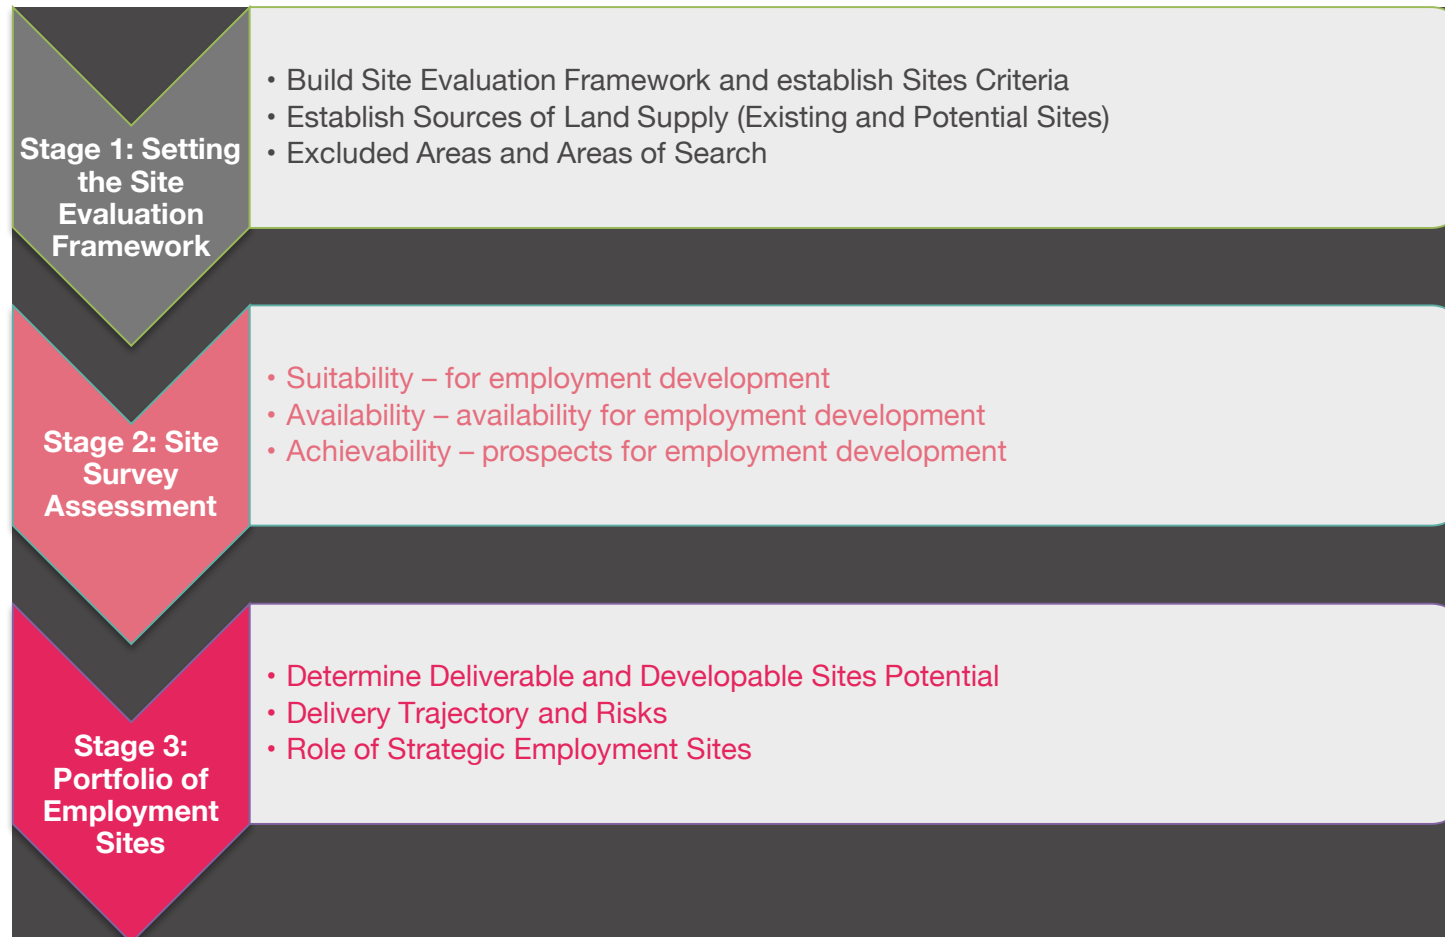 Stage 1: Setting
the Site
Evaluation
Framework
• Build Site Evaluation Framework and establish Sites Criteria
• Establish Sources of Land Supply (Existing and Potential Sites)
• Excluded Areas and Areas of Search
Stage 2: Site
Survey
Assessment
• Suitability – for employment development
• Availability – availability for employment development
• Achievability – prospects for employment development
Stage 3:
Portfolio of
Employment
Sites
• Determine Deliverable and Developable Sites Potential
• Delivery Trajectory and Risks
• Role of Strategic Employment Sites